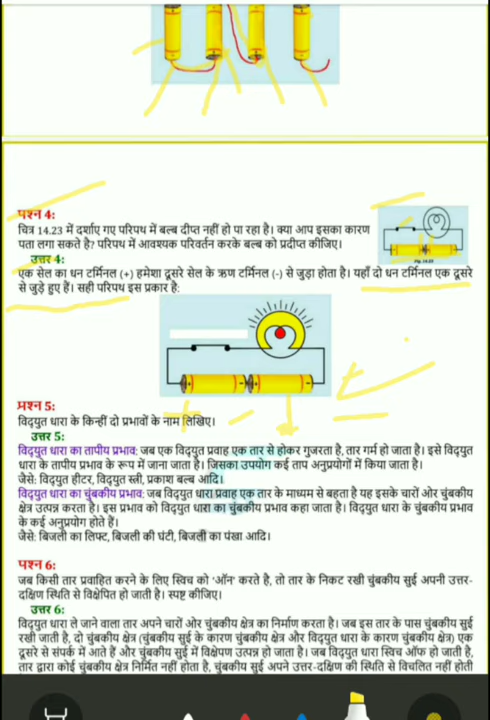 प्रश्न 4:
चित्र 14.23 में दर्शाए गए परिपथ में बल्ब दीप्त नहीं हो पा रहा है। क्या आप इसका कारण
पता लगा सकते है? परिपथ में आवश्यक परिवर्तन करके बल्ब को प्रदीप्त कीजिए।
उत्तर 4:
एक सेल का धन टर्मिनल (+) हमेशा दूसरे सेल के ऋण टर्मिनल (-) से जुड़ा होता है। यहाँ दो धन टर्मिनल एक दूसरे
से जुड़े हुए हैं। सही परिपथ इस प्रकार है:
प्रश्न 5:
विद्युत धारा के किन्हीं दो प्रभावों के नाम लिखिए।
उत्तर 5:
विद्युत धारा का तापीय प्रभाव: जब एक विद्युत प्रवाह एक तार से होकर गुजरता है, तार गर्म हो जाता है। इसे विद्युत
धारा के तापीय प्रभाव के रूप में जाना जाता है। जिसका उपयोग कई ताप अनुप्रयोगों में किया जाता है।
जैसे: विद्युत हीटर, विद्युत स्त्री, प्रकाश बल्ब आदि।
विद्युत धारा का चुंबकीय प्रभाव: जब विद्युत धारा प्रवाह एक तार के माध्यम से बहता है यह इसके चारों ओर चुंबकीय
क्षेत्र उत्पन्न करता है। इस प्रभाव को विद्युत धारा का चुंबकीय प्रभाव कहा जाता है। विद्युत धारा के चुंबकीय प्रभाव
के कई अनुप्रयोग होते हैं।
जैसे: बिजली का लिफ्ट, बिजली की घंटी, बिजली का पंखा आदि।
प्रश्न 6:
जब किसी तार प्रवाहित करने के लिए स्विच को 'ऑन' करते है, तो तार के निकट रखी चुंबकीय सुई अपनी उत्तर-
दक्षिण स्थिति से विक्षेपित हो जाती है। स्पष्ट कीजिए।
उत्तर 6:
विद्युत धारा ले जाने वाला तार अपने चारों ओर चुंबकीय क्षेत्र का निर्माण करता है। जब इस तार के पास चुंबकीय सुई
रखी जाती है, दो चुंबकीय क्षेत्र (चुंबकीय सुई के कारण चुंबकीय क्षेत्र और विद्युत धारा के कारण चुंबकीय क्षेत्र) एक
दूसरे से संपर्क में आते हैं और चुंबकीय सुई में विक्षेपण उत्पन्न हो जाता है। जब विद्युत धारा स्विच ऑफ हो जाती है,
तार द्वारा कोई चुंबकीय क्षेत्र निर्मित नहीं होता है, चुंबकीय सुई अपने उत्तर-दक्षिण की स्थिति से विचलित नहीं होती